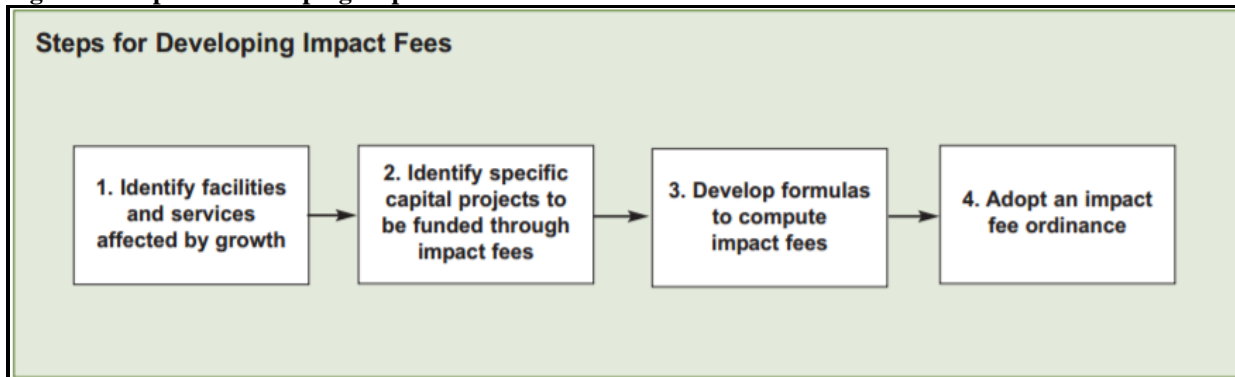 Steps for Developing Impact Fees
1. Identify facilities
and services
affected by growth
2. Identify specific
capital projects to
be funded through
impact fees
3. Develop formulas
to compute
impact fees
4. Adopt an impact
fee ordinance